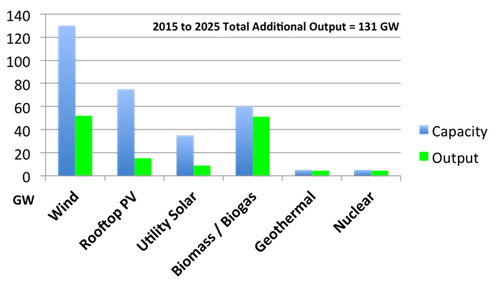 2015 to 2025 Total Additional Output = 131 GW
140
120
100
80
60
40
20
0
GW
Wind
Rooftop PV
Utility Solar
Biomass / Biogas
Geothermal
Nuclear
Capacity
Output